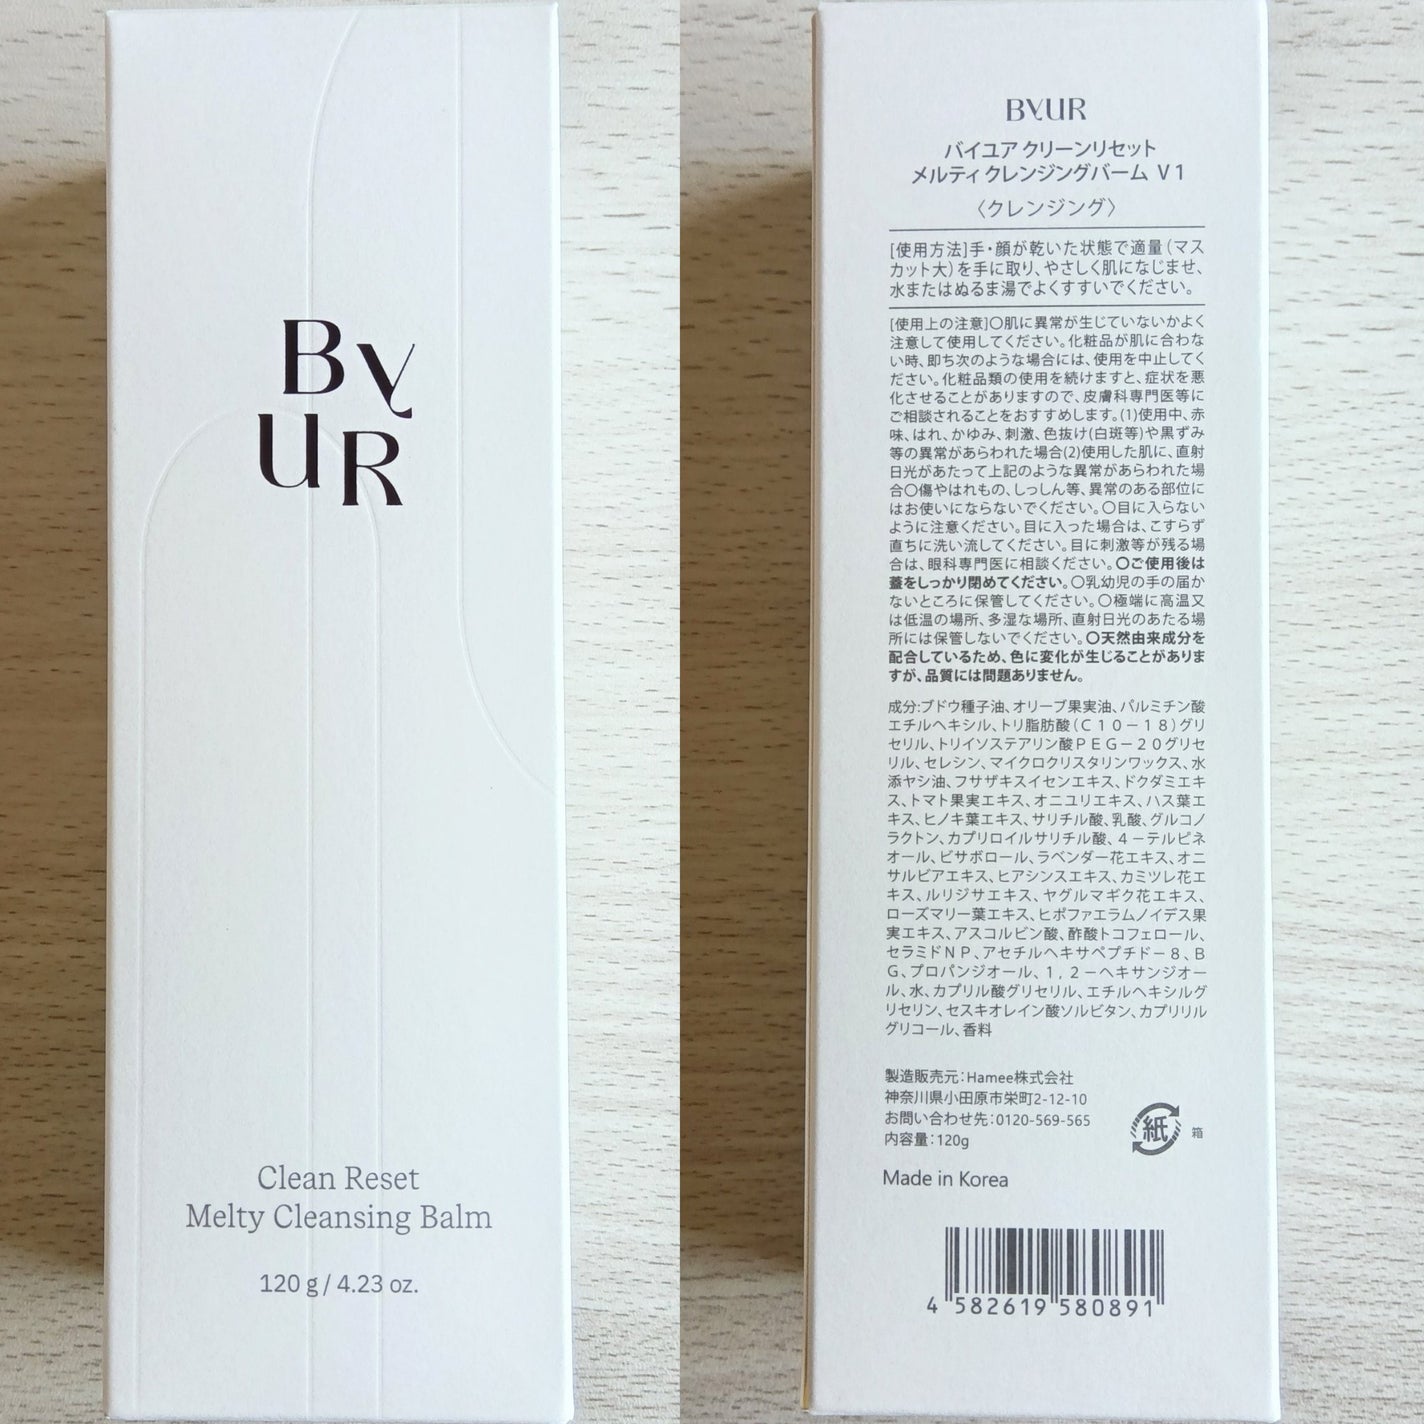 By
UR
Clean Reset
Melty Cleansing Balm
120 g / 4.23 oz.
BYUR
バイユア クリーンリセット
メルティクレンジングバーム V1
〈クレンジング〉
[使用方法]手・顔が乾いた状態で適量(マス
カット大)を手に取り、やさしく肌になじませ、
水またはぬるま湯でよくすすいでください。
[使用上の注意]〇肌に異常が生じていないかよく
注意して使用してください。化粧品が肌に合わな
い時、即ち次のような場合には、使用を中止してく
ださい。化粧品類の使用を続けますと、症状を悪
化させることがありますので、皮膚科専門医等に
ご相談されることをおすすめします。(1)使用中、赤
味、はれ、かゆみ、刺激、色抜け(白斑等)や黒ずみ
等の異常があらわれた場合(2)使用した肌に、直射
日光があたって上記のような異常があらわれた場
合〇傷やはれもの、しっしん等、異常のある部位に
はお使いにならないでください。〇目に入らない
ように注意ください。目に入った場合は、こすらず
直ちに洗い流してください。目に刺激等が残る場
合は、眼科専門医に相談ください。〇ご使用後は
蓋をしっかり閉めてください。〇乳幼児の手の届か
ないところに保管してください。〇極端に高温又
は低温の場所、多湿な場所、直射日光のあたる場
所には保管しないでください。〇天然由来成分を
配合しているため、色に変化が生じることがありま
すが、品質には問題ありません。
成分:ブドウ種子油、オリーブ果実油、パルミチン酸
エチルヘキシル、トリ脂肪酸(C10-18)グリ
セリル、トリイソステアリン酸PEG-20グリセ
リル、セレシン、マイクロクリスタリンワックス、水
添ヤシ油、フサザキスイセンエキス、ドクダミエキ
ス、トマト果実エキス、オニユリエキス、ハス葉エ
キス、ヒノキ葉エキス、サリチル酸、乳酸、グルコノ
ラクトン、カプリロイルサリチル酸、4-テルピネ
オール、ビサボロール、ラベンダー花エキス、オニ
サルビアエキス、ヒアシンスエキス、カミツレ花エ
キス、ルリジサエキス、ヤグルマギク花エキス、
ローズマリー葉エキス、ヒポファエラムノイデス果
実エキス、アスコルビン酸、酢酸トコフェロール、
セラミドNP、アセチルヘキサペプチド-8、B
G、プロパンジオール、1,2-ヘキサンジオー
ル、水、カプリル酸グリセリル、エチルヘキシルグ
リセリン、セスキオレイン酸ソルビタン、カプリリル
グリコール、香料
製造販売元:Hamee株式会社
神奈川県小田原市栄町2-12-10
お問い合わせ先:0120-569-565
内容量:120g
紙 箱
Made in Korea
4 582619 580891